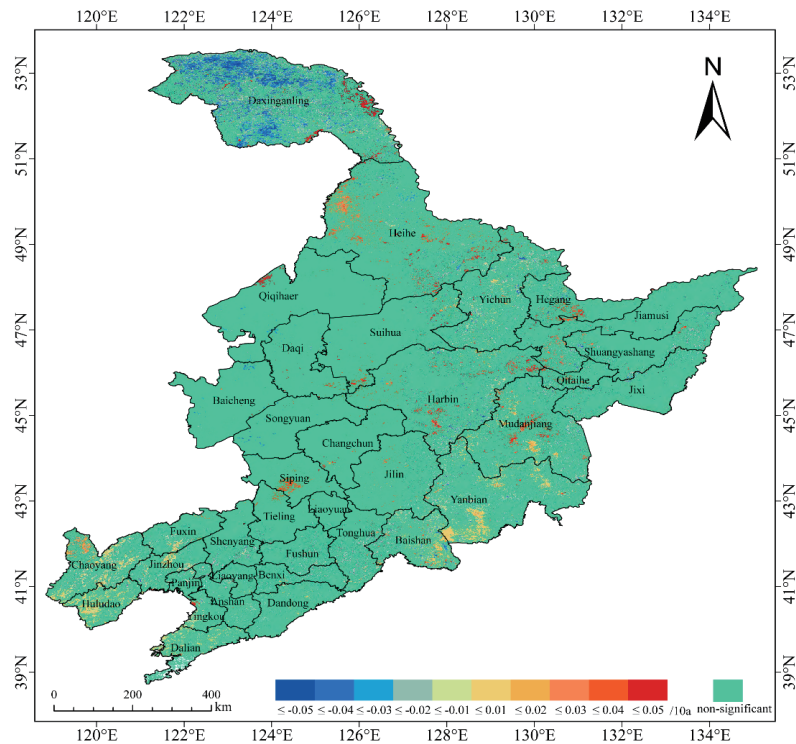 120°E 122°E 124°E 126°E 128°E 130°E 132°E 134°E
N
53°N 53°N
Daxinganling
51°N 51°N
Heihe
49°N 49°N
Qiqihaer
Yichun
Hegang
Jiamusi
47°N 47°N
Suihua
Daqi
Shuangyashang
Qitaihe
Jixi
Baicheng
Harbin
45°N 45°N
Songyuan
Mudanjiang
Changchun
Jilin
Siping
43°N 43°N
Yanbian
Liaoyuan
Tieling
Fuxin
Tonghua
Shenyang
Baishan
Fushun
Chaoyang
Jinzhou
Liaoyang
Benxi
Panjin
41°N 41°N
Huludao
Anshan
Dandong
Yingkou
Dalian
39°N 39°N
0 200 400
km
≤ -0.05 ≤ -0.04 ≤ -0.03 ≤ -0.02 ≤ -0.01 ≤ 0.01 ≤ 0.02 ≤ 0.03 ≤ 0.04 ≤ 0.05 /10a non-significant
120°E 122°E 124°E 126°E 128°E 130°E 132°E 134°E